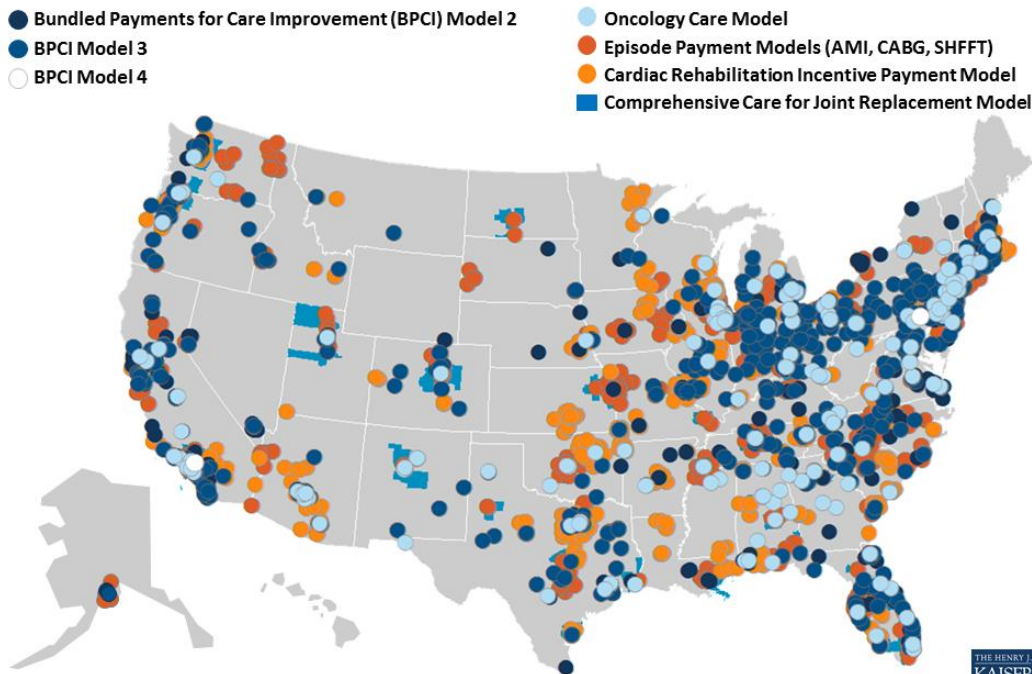 Bundled Payments for Care Improvement (BPCI) Model 2
BPCI Model 3
BPCI Model 4
Oncology Care Model
Episode Payment Models (AMI, CABG, SHFFT)
Cardiac Rehabilitation Incentive Payment Model
Comprehensive Care for Joint Replacement Model
THE HENRY J.
KAISER